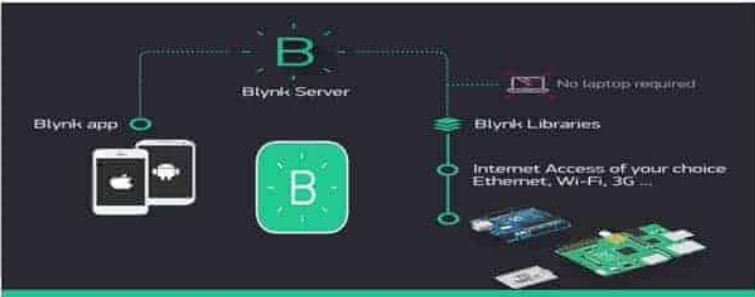 B
Blynk Server
No laptop required
Blynk app
Blynk Libraries
B
Internet Access of your choice
Ethernet, Wi-Fi, 3G ...